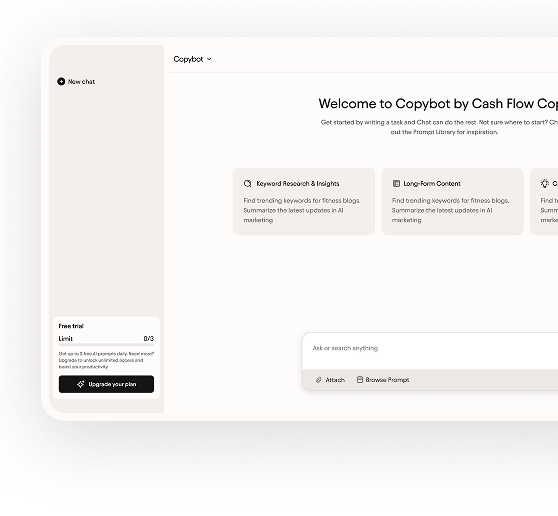 New chat
Free trial
Limit 0/3
Get up to 3 free AI prompts daily. Need more?
Upgrade to unlock unlimited access and
boost your productivity
Upgrade your plan
Copybot
Welcome to Copybot by Cash Flow Cop
Get started by writing a task and Chat can do the rest. Not sure where to start? Ch
out the Prompt Library for inspiration.
Keyword Research & Insights
Find trending keywords for fitness blogs.
Summarize the latest updates in AI
marketing
Long-Form Content
Find trending keywords for fitness blogs.
Summarize the latest updates in AI
marketing
C
Find t
Summ
marke
Ask or search anything
Attach
Browse Prompt